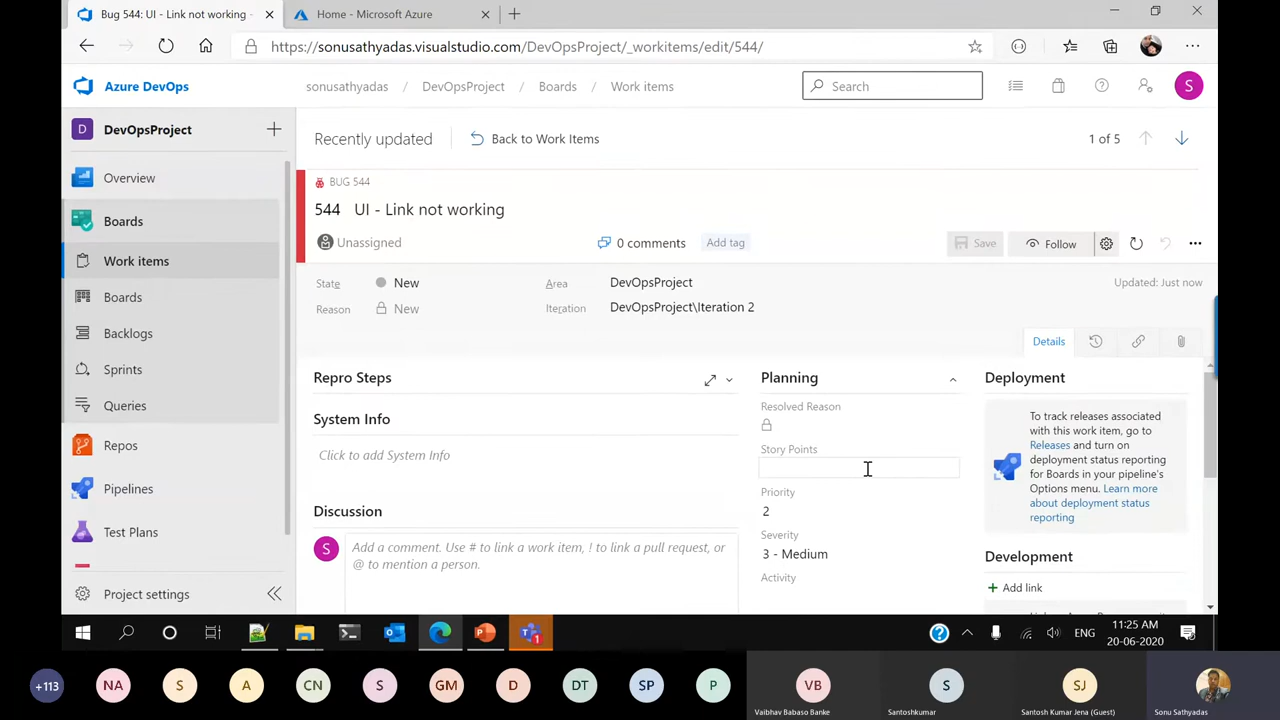 Bug 544: UI - Link not working -
Home - Microsoft Azure
https://sonusathyadas.visualstudio.com/DevOpsProject/_workitems/edit/544/
Azure DevOps
sonusathyadas / DevOpsProject / Boards / Work items
Search
S
D DevOpsProject
Overview
Boards
Work items
Boards
Backlogs
Sprints
Queries
Repos
Pipelines
Test Plans
Project settings
Recently updated
Back to Work Items
1 of 5
BUG 544
544 UI - Link not working
Unassigned
0 comments
Add tag
Save
Follow
State New
Area DevOpsProject
Updated: Just now
Reason New
Iteration DevOpsProject\Iteration 2
Details
Repro Steps
System Info
Click to add System Info
Discussion
S
Add a comment. Use # to link a work item, ! to link a pull request, or
@ to mention a person.
Planning
Resolved Reason
Story Points
Priority
2
Severity
3 - Medium
Activity
Deployment
To track releases associated
with this work item, go to
Releases and turn on
deployment status reporting
for Boards in your pipeline's
Options menu. Learn more
about deployment status
reporting
Development
Add link
ENG
11:25 AM
20-06-2020
1
+113
NA
S
A
CN
S
GM
D
DT
SP
P
VB
Vaibhav Babaso Banke
S
Santoshkumar
SJ
Santosh Kumar Jena (Guest)
Sonu Sathyadas